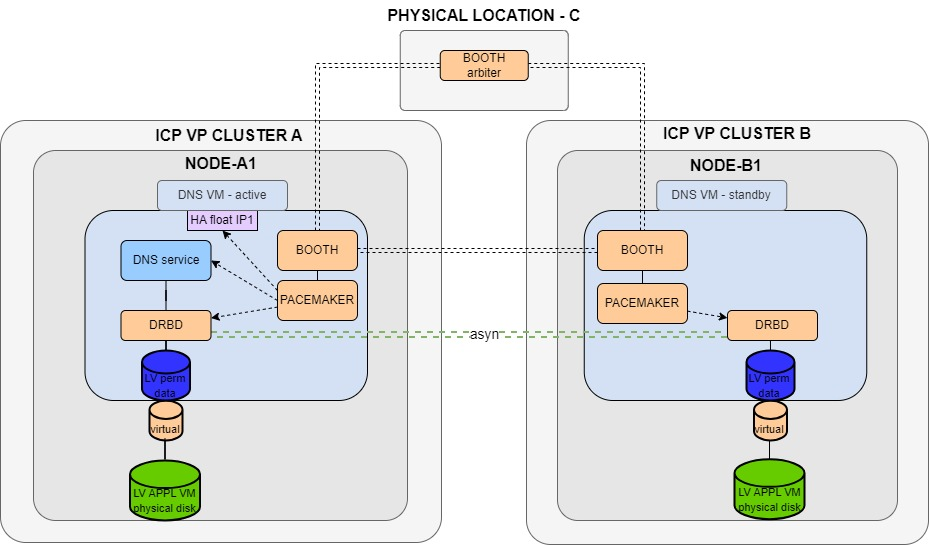 PHYSICAL LOCATION - C
BOOTH
arbiter
ICP VP CLUSTER A
NODE-A1
DNS VM - active
HA float IP1
BOOTH
DNS service
PACEMAKER
DRBD
LV perm
data
virtual
LV APPL VM
physical disk
asyn
ICP VP CLUSTER B
NODE-B1
DNS VM - standby
BOOTH
PACEMAKER
DRBD
LV perm
data
virtual
LV APPL VM
physical disk